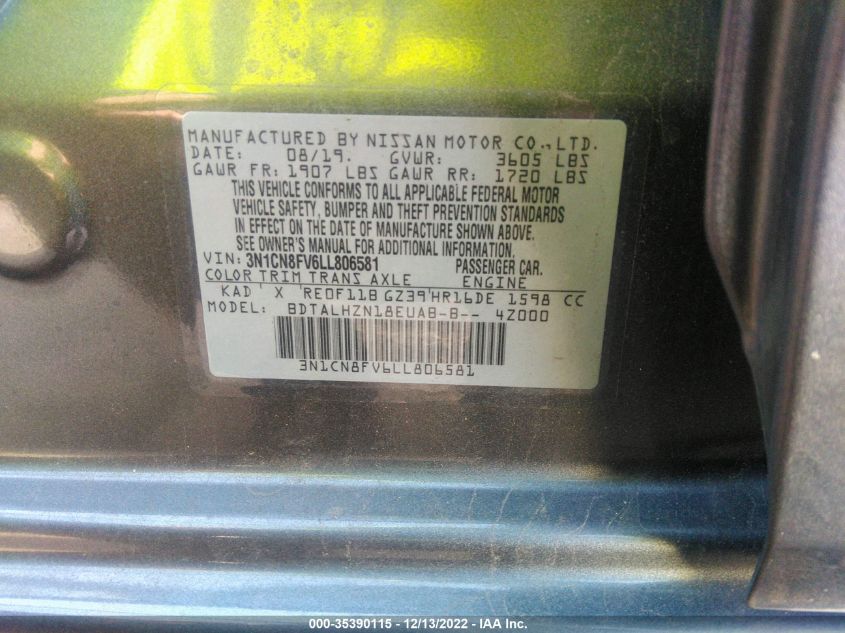 MANUFACTURED BY NISSAN MOTOR CO., LTD.
DATE: 08/19. GVWR: 3605 LBS
GAWR FR: 1907 LBS GAWR RR: 1720 LBS
THIS VEHICLE CONFORMS TO ALL APPLICABLE FEDERAL MOTOR
VEHICLE SAFETY, BUMPER AND THEFT PREVENTION STANDARDS
IN EFFECT ON THE DATE OF MANUFACTURE SHOWN ABOVE.
SEE OWNER'S MANUAL FOR ADDITIONAL INFORMATION.
VIN: 3N1CN8FV6LL806581 PASSENGER CAR.
COLOR TRIM TRANS AXLE ENGINE
KAD ' X ' RE0F11B GZ39'HR16DE 1598 CC
MODEL: BDTALHZN18EUAB-B-- 4Z000
3N1CN8FV6LL806581
000-35390115 - 12/13/2022 - IAA Inc.